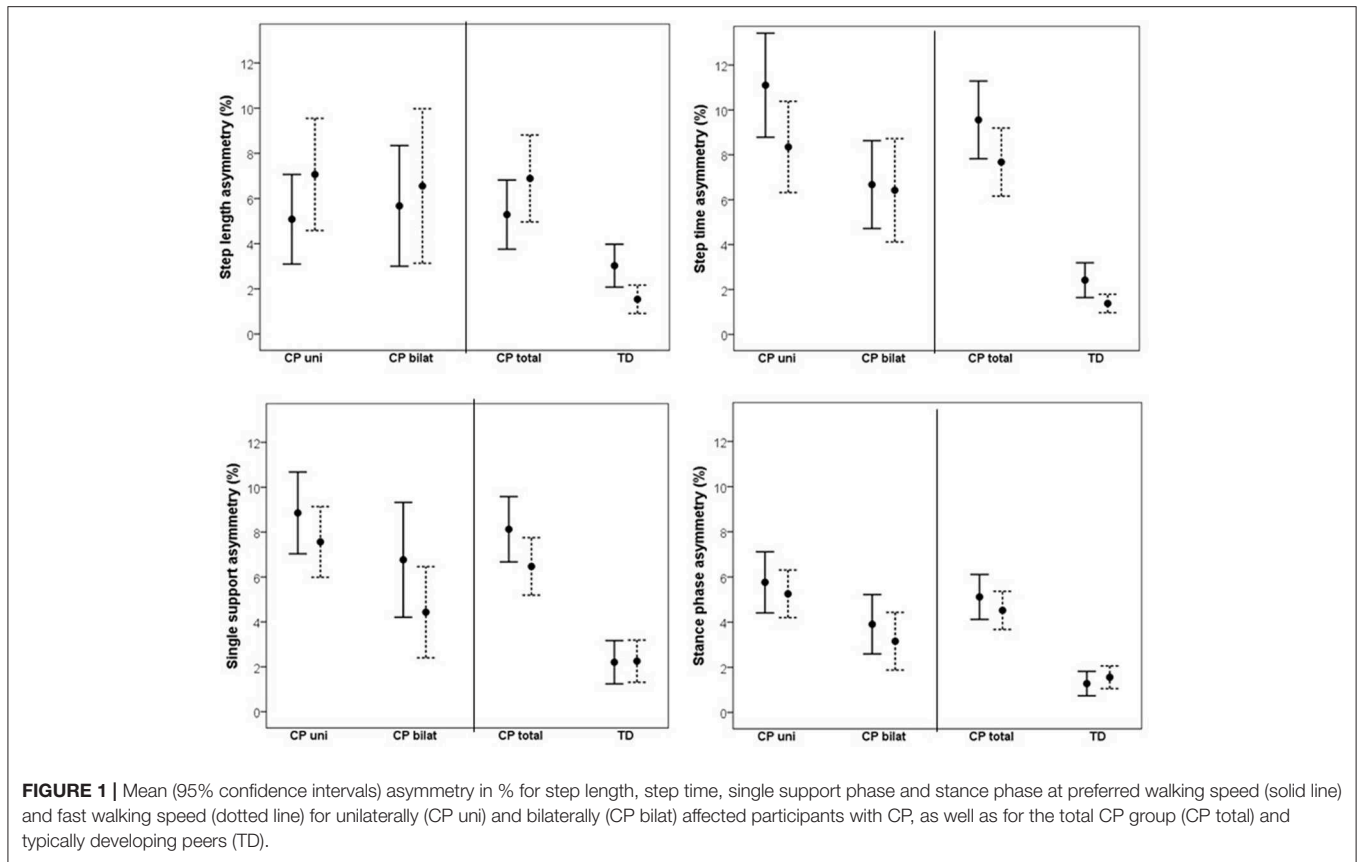 Step length asymmetry (%)
12
10
8
6
4
2
0
CP uni CP bilat CP total TD
Step time asymmetry (%)
12
10
8
6
4
2
0
CP uni CP bilat CP total TD
Single support asymmetry (%)
12
10
8
6
4
2
0
CP uni CP bilat CP total TD
Stance phase asymmetry (%)
12
10
8
6
4
2
0
CP uni CP bilat CP total TD
FIGURE 1 | Mean (95% confidence intervals) asymmetry in % for step length, step time, single support phase and stance phase at preferred walking speed (solid line)
and fast walking speed (dotted line) for unilaterally (CP uni) and bilaterally (CP bilat) affected participants with CP, as well as for the total CP group (CP total) and
typically developing peers (TD).